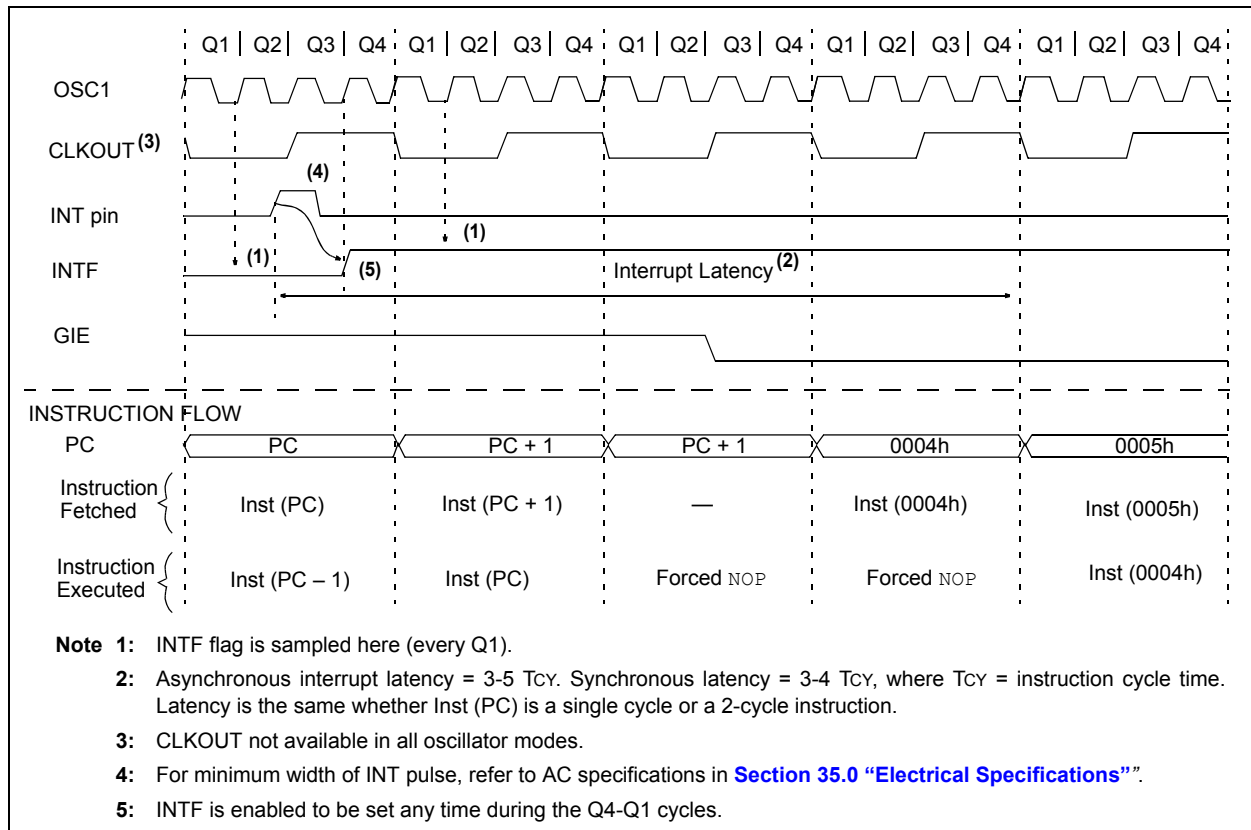 Q1 | Q2 | Q3 | Q4 Q1 | Q2 | Q3 | Q4 Q1 | Q2 | Q3 | Q4 Q1 | Q2 | Q3 | Q4 Q1 | Q2 | Q3 | Q4
OSC1
CLKOUT (3)
(4)
INT pin
(1)
(1)
INTF
(5)
Interrupt Latency (2)
GIE
INSTRUCTION FLOW
PC PC PC + 1 PC + 1 0004h 0005h
Instruction
Fetched
Inst (PC) Inst (PC + 1) — Inst (0004h) Inst (0005h)
Instruction
Executed
Inst (PC – 1) Inst (PC) Forced NOP Forced NOP Inst (0004h)
Note 1: INTF flag is sampled here (every Q1).
2: Asynchronous interrupt latency = 3-5 TCY. Synchronous latency = 3-4 TCY, where TCY = instruction cycle time.
Latency is the same whether Inst (PC) is a single cycle or a 2-cycle instruction.
3: CLKOUT not available in all oscillator modes.
4: For minimum width of INT pulse, refer to AC specifications in Section 35.0 “Electrical Specifications””.
5: INTF is enabled to be set any time during the Q4-Q1 cycles.